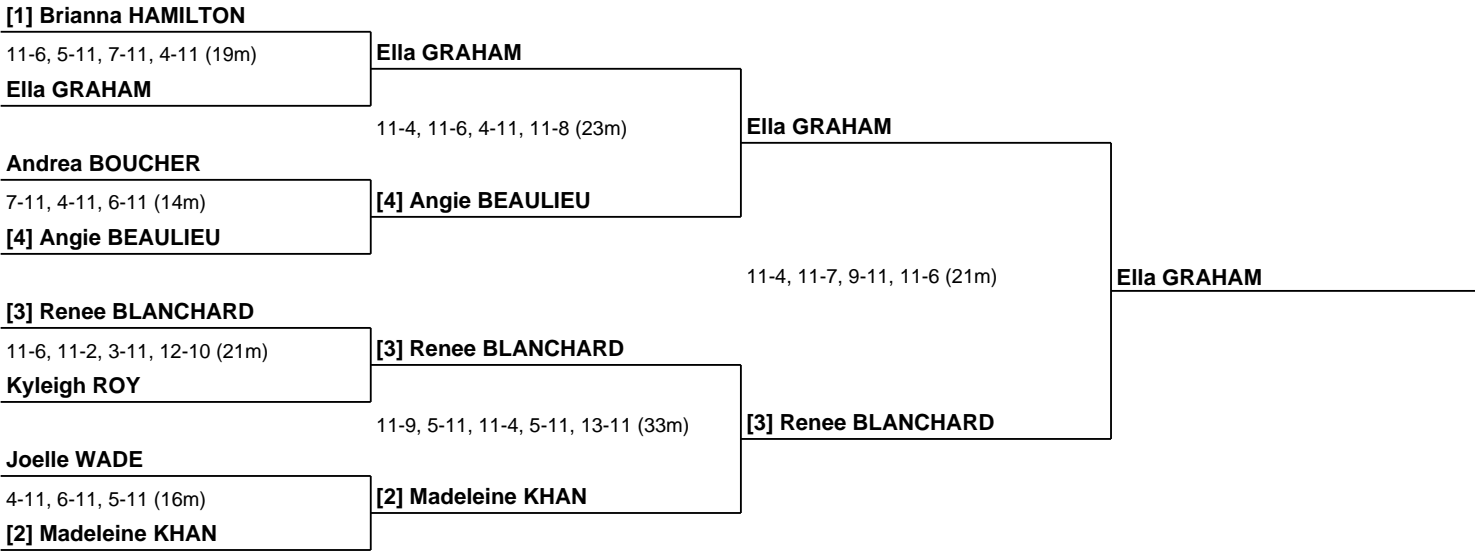 [1] Brianna HAMILTON
11-6, 5-11, 7-11, 4-11 (19m)
Ella GRAHAM
Ella GRAHAM
11-4, 11-6, 4-11, 11-8 (23m)
Ella GRAHAM
Andrea BOUCHER
7-11, 4-11, 6-11 (14m)
[4] Angie BEAULIEU
[4] Angie BEAULIEU
11-4, 11-7, 9-11, 11-6 (21m)
Ella GRAHAM
[3] Renee BLANCHARD
11-6, 11-2, 3-11, 12-10 (21m)
Kyleigh ROY
[3] Renee BLANCHARD
11-9, 5-11, 11-4, 5-11, 13-11 (33m)
[3] Renee BLANCHARD
Joelle WADE
4-11, 6-11, 5-11 (16m)
[2] Madeleine KHAN
[2] Madeleine KHAN